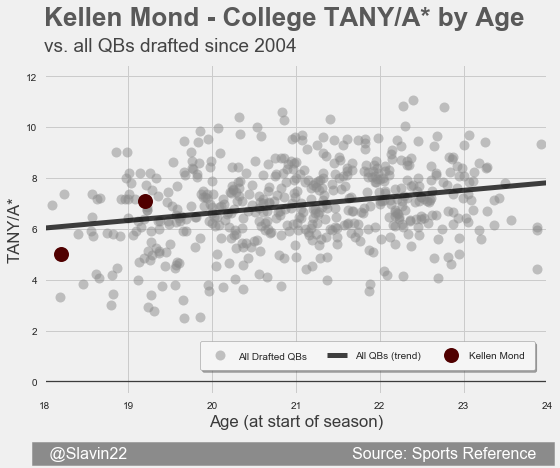 Kellen Mond - College TANY/A* by Age
vs. all QBs drafted since 2004
TANY/A*
12
10
8
6
4
2
0
All Drafted QBs
All QBs (trend)
Kellen Mond
18
19
20
21
22
23
24
Age (at start of season)
@Slavin22
Source: Sports Reference